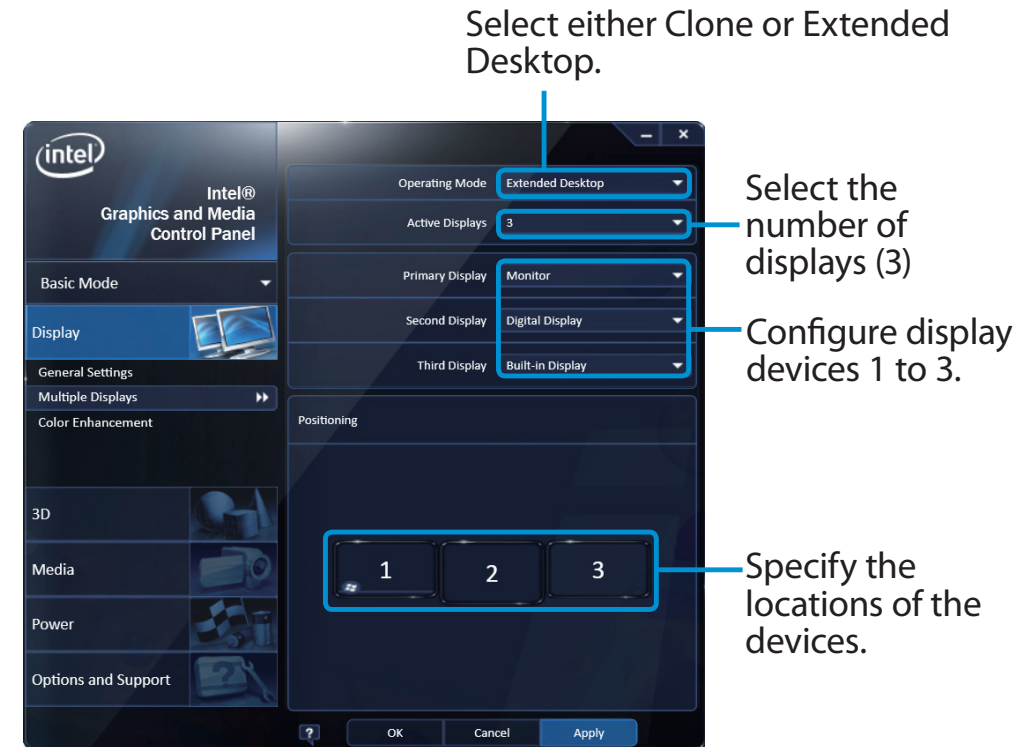 Select either Clone or Extended
Desktop.
intel
Intel®
Graphics and Media
Control Panel
Basic Mode
Display
General Settings
Multiple Displays
Color Enhancement
3D
Media
Power
Options and Support
Operating Mode Extended Desktop
Active Displays 3
Primary Display Monitor
Second Display Digital Display
Third Display Built-in Display
Positioning
1 2 3
? OK Cancel Apply
Select the
number of
displays (3)
Configure display
devices 1 to 3.
Specify the
locations of the
devices.